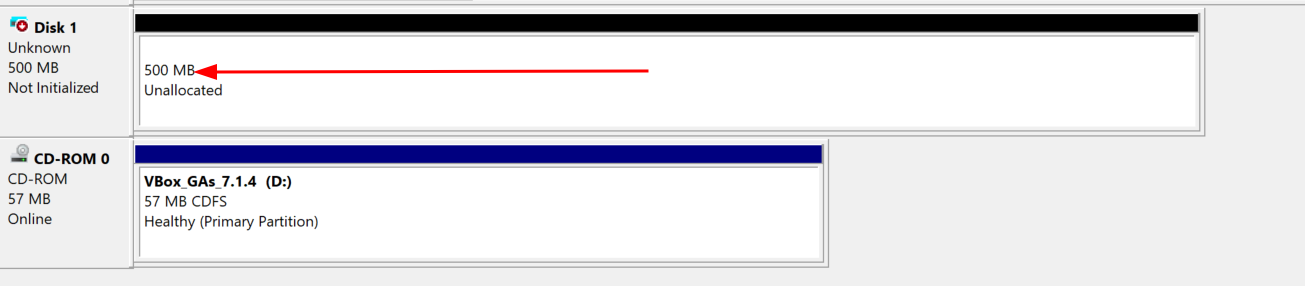 Disk 1
Unknown
500 MB
Not Initialized
500 MB
Unallocated
CD-ROM 0
CD-ROM
57 MB
Online
VBox_GAs_7.1.4 (D:)
57 MB CDFS
Healthy (Primary Partition)